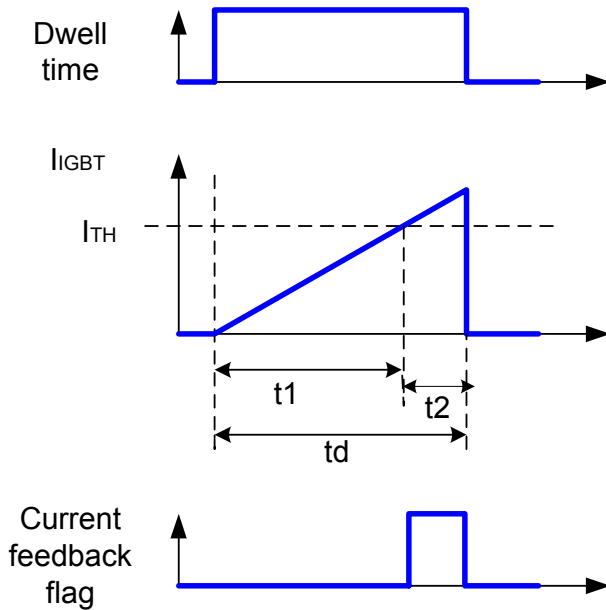 Dwell
time
IIGBT
ITH
t1
t2
td
Current
feedback
flag